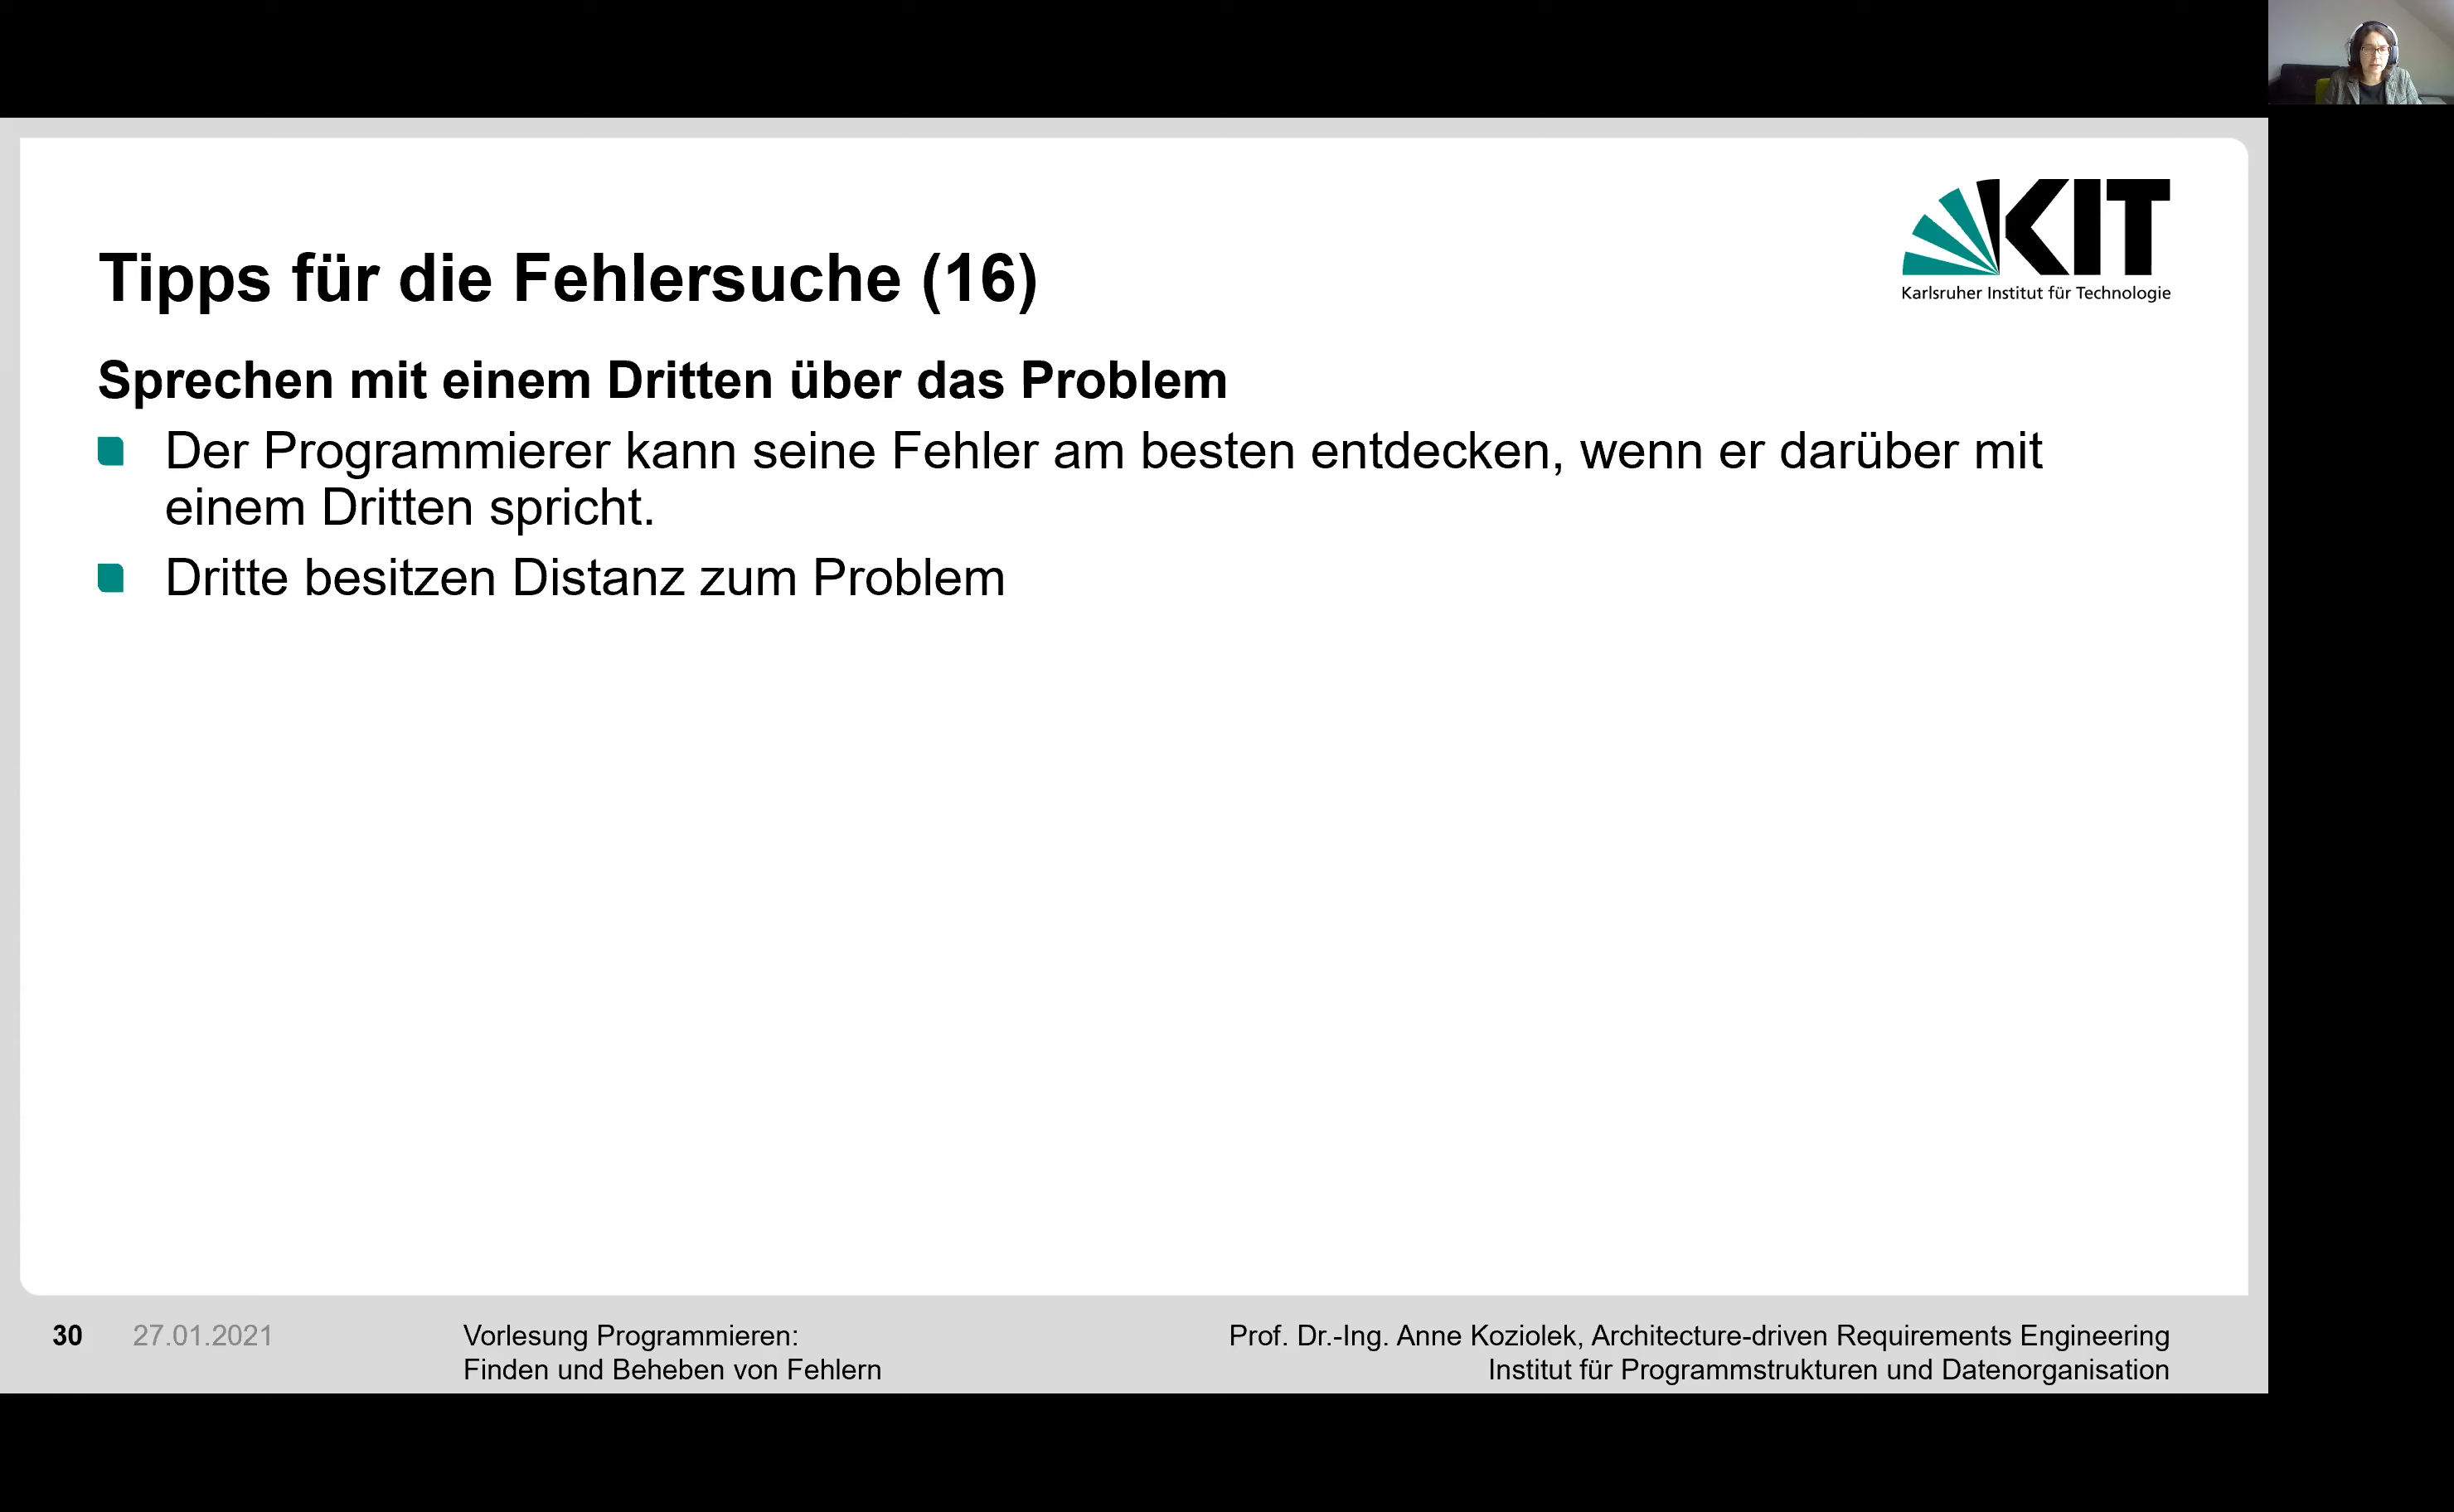 KIT
Karlsruher Institut für Technologie
Tipps für die Fehlersuche (16)
Sprechen mit einem Dritten über das Problem
Der Programmierer kann seine Fehler am besten entdecken, wenn er darüber mit
einem Dritten spricht.
Dritte besitzen Distanz zum Problem
30 27.01.2021
Vorlesung Programmieren:
Finden und Beheben von Fehlern
Prof. Dr.-Ing. Anne Koziolek, Architecture-driven Requirements Engineering
Institut für Programmstrukturen und Datenorganisation